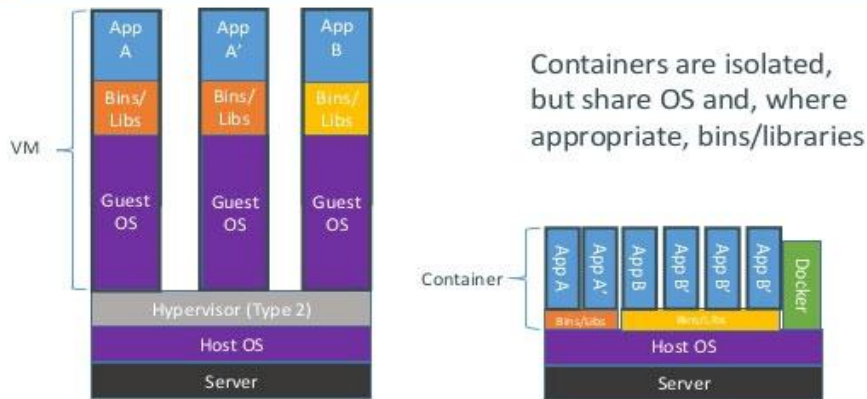 App
A
App
A'
App
B
Bins/
Libs
Bins/
Libs
Bins/
Libs
VM
Guest
OS
Guest
OS
Guest
OS
Hypervisor (Type 2)
Host OS
Server
Containers are isolated,
but share OS and, where
appropriate, bins/libraries
Container
App A
App A'
App B
App B'
App B'
App B'
Docker
Bins/Libs
Bins/Libs
Host OS
Server